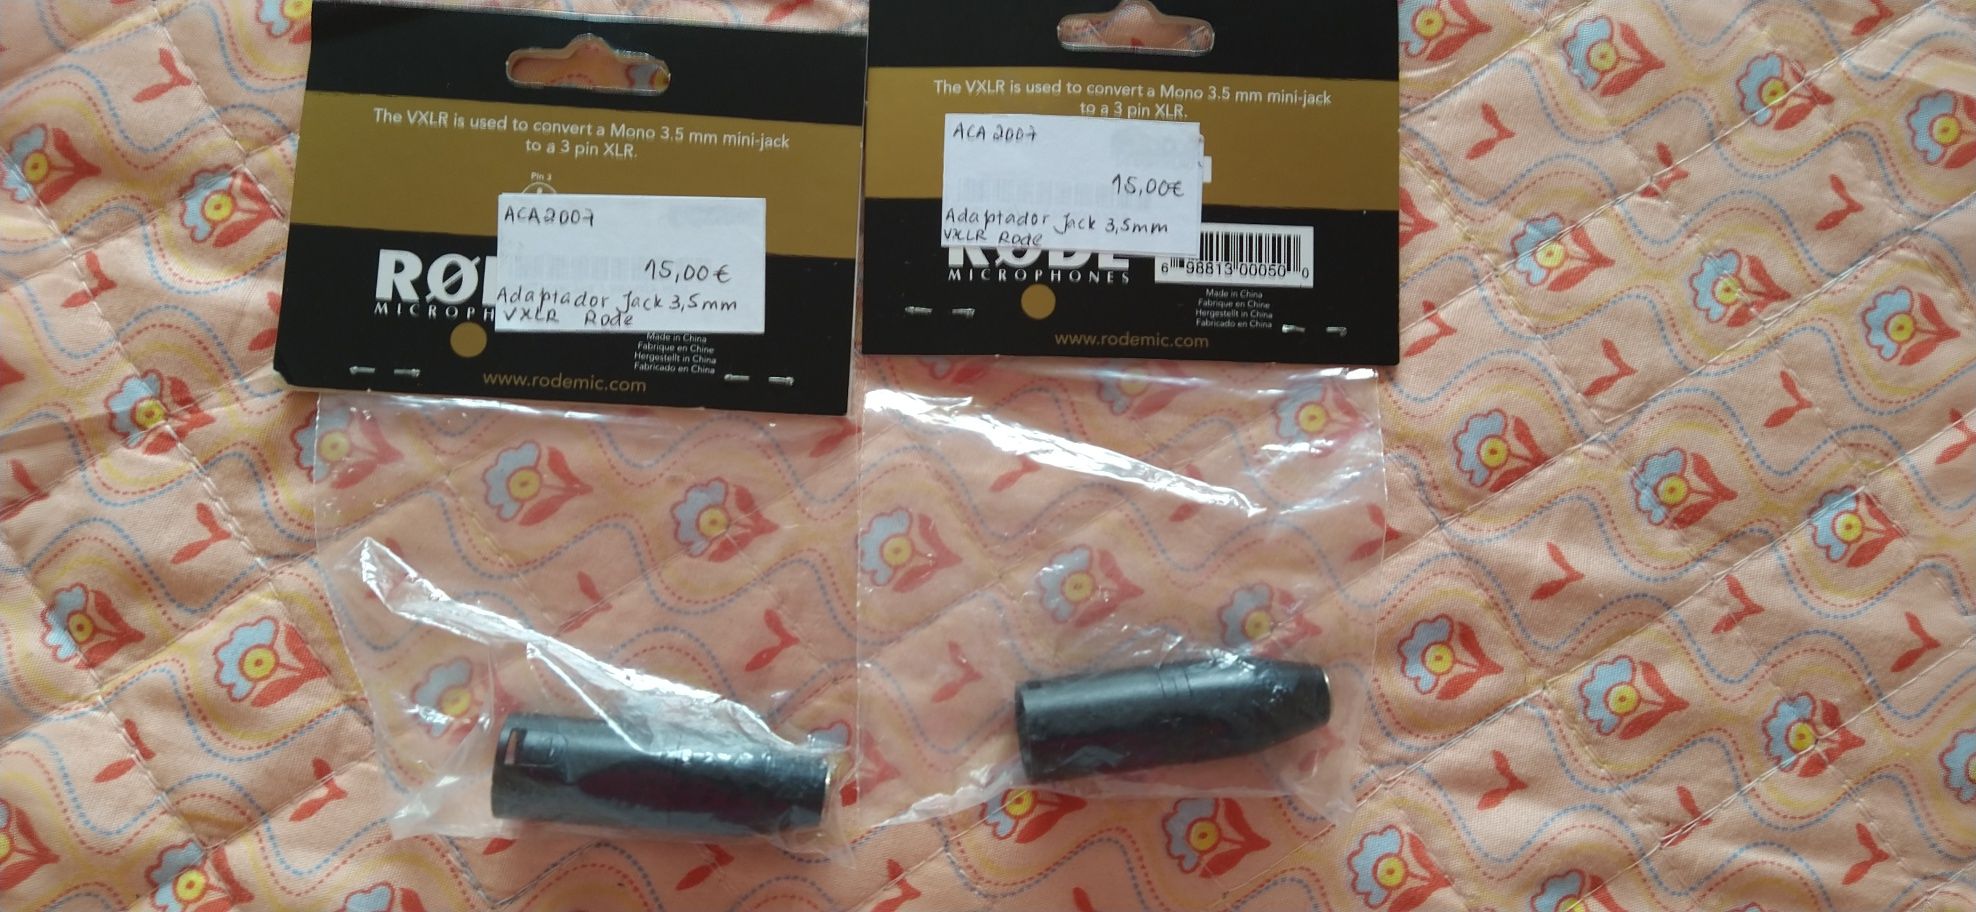 The VXLR is used to convert a Mono 3.5 mm mini-jack
to a 3 pin XLR.
Pin 3
ACA2007
15,00€
Adaptador Jack 3,5mm
VXLR Rode
RØD
MICROPH
Made in China
Fabrique en Chine
Hergestellt in China
Fabricado en China
www.rodemic.com
The VXLR is used to convert a Mono 3.5 mm mini-jack
to a 3 pin XLR.
ACA2007
15,00€
Adaptador Jack 3,5mm
VXLR Rode
RØDE
MICROPHONES
6 98813 00050 0
Made in China
Fabrique en Chine
Hergestellt in China
Fabricado en China
www.rodemic.com